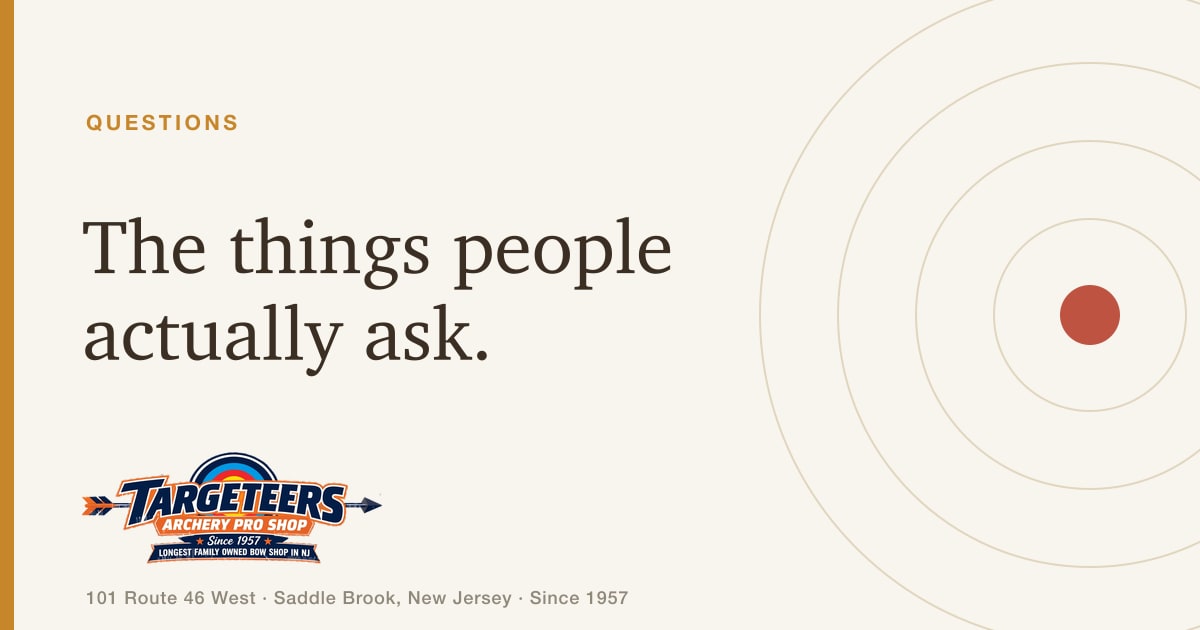 QUESTIONS
The things people
actually ask.
TARGETEERS
ARCHERY PRO SHOP
Since 1957
LONGEST FAMILY OWNED BOW SHOP IN NJ
101 Route 46 West · Saddle Brook, New Jersey · Since 1957